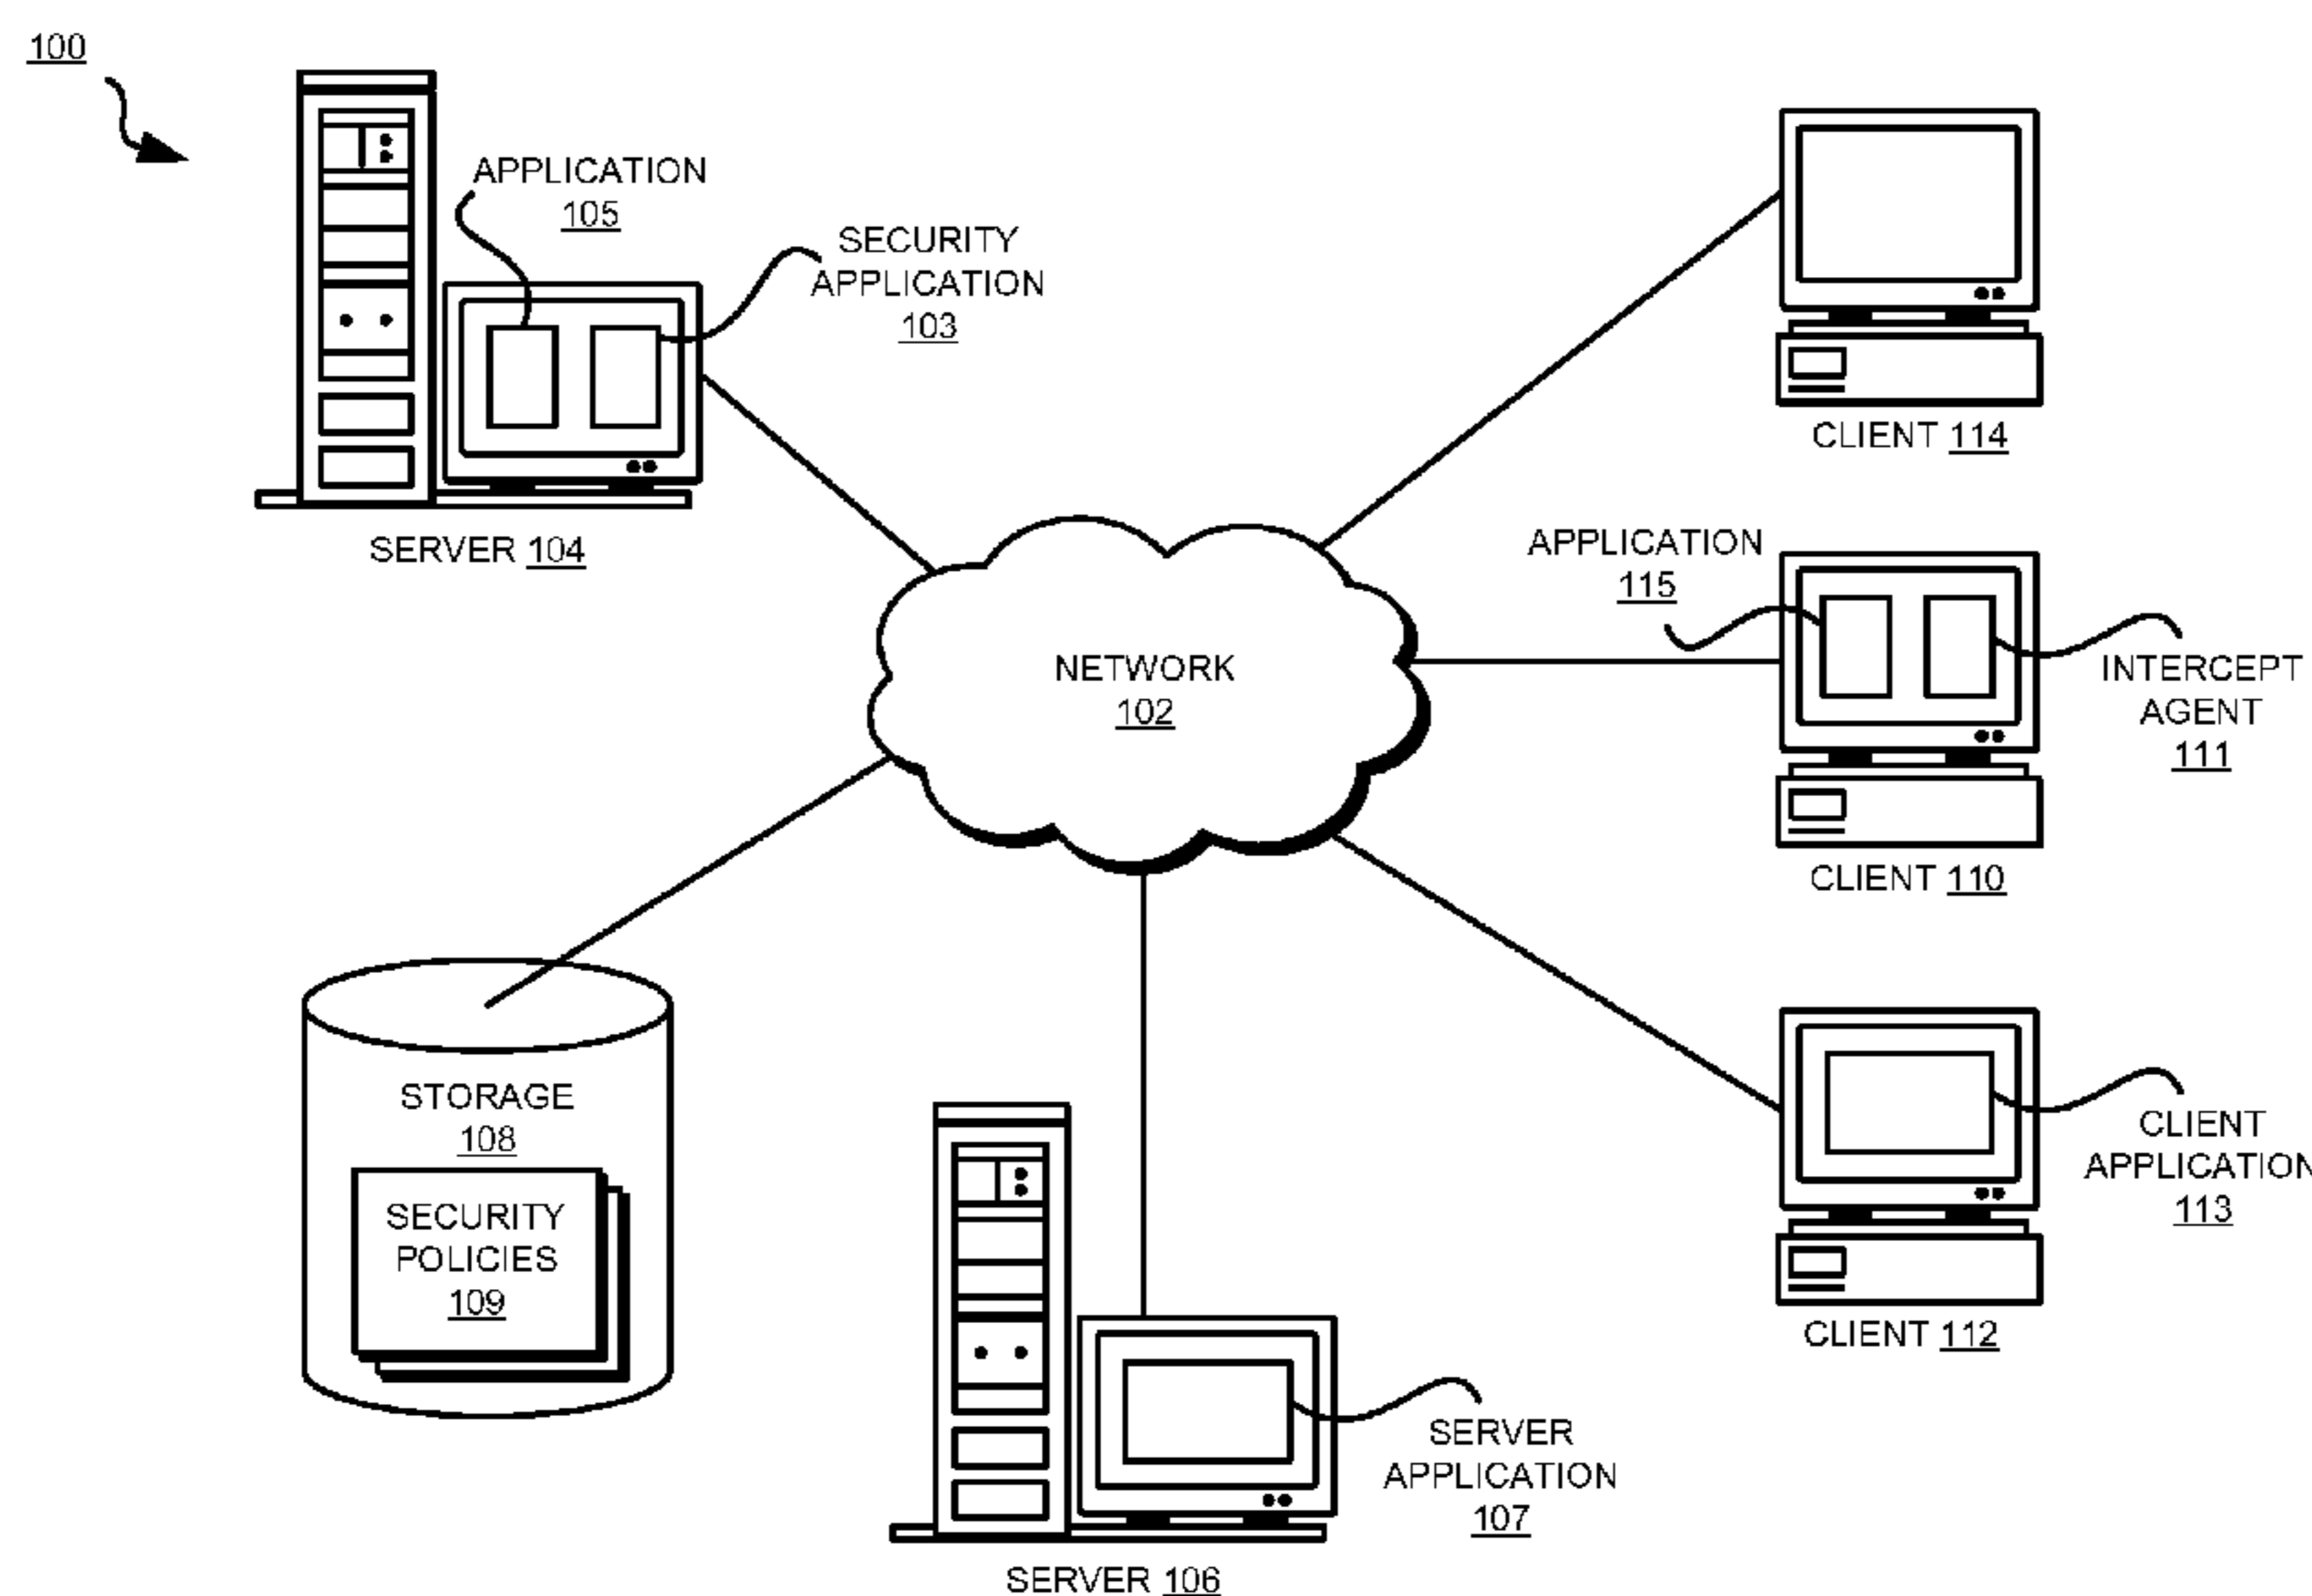 100
APPLICATION
105
SECURITY
APPLICATION
103
SERVER 104
CLIENT 114
APPLICATION
115
INTERCEPT
AGENT
111
CLIENT 110
NETWORK
102
STORAGE
108
SECURITY
POLICIES
109
CLIENT
APPLICATION
113
CLIENT 112
SERVER
APPLICATION
107
SERVER 106